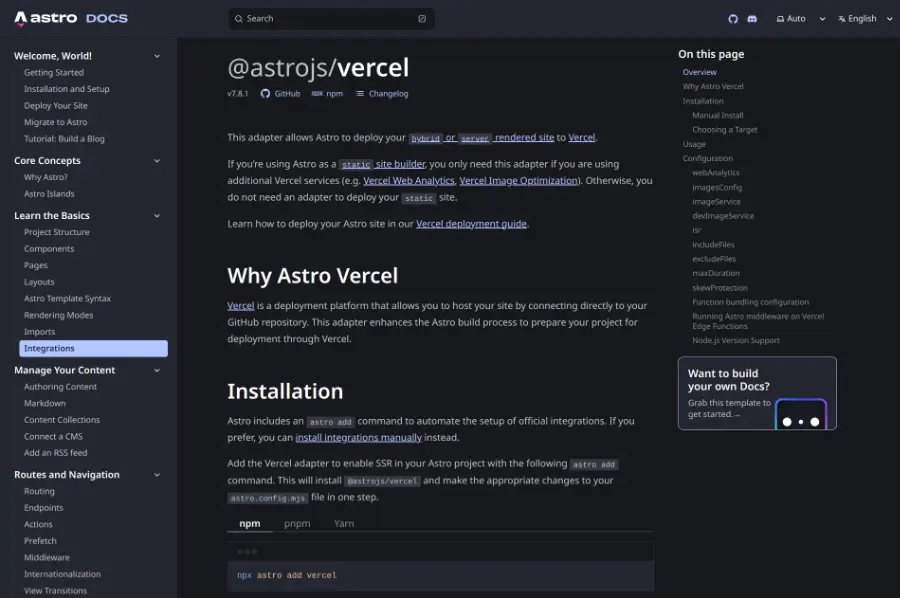 astro DOCS
Search
Auto
English
Welcome, World!
Getting Started
Installation and Setup
Deploy Your Site
Migrate to Astro
Tutorial: Build a Blog
Core Concepts
Why Astro?
Astro Islands
Learn the Basics
Project Structure
Components
Pages
Layouts
Astro Template Syntax
Rendering Modes
Imports
Integrations
Manage Your Content
Authoring Content
Markdown
Content Collections
Connect a CMS
Add an RSS feed
Routes and Navigation
Routing
Endpoints
Actions
Prefetch
Middleware
Internationalization
View Transitions
@astrojs/vercel
v7.8.1 GitHub npm Changelog
This adapter allows Astro to deploy your hybrid or server rendered site to Vercel.
If you're using Astro as a static site builder, you only need this adapter if you are using
additional Vercel services (e.g. Vercel Web Analytics, Vercel Image Optimization). Otherwise, you
do not need an adapter to deploy your static site.
Learn how to deploy your Astro site in our Vercel deployment guide.
Why Astro Vercel
Vercel is a deployment platform that allows you to host your site by connecting directly to your
GitHub repository. This adapter enhances the Astro build process to prepare your project for
deployment through Vercel.
Installation
Astro includes an astro add command to automate the setup of official integrations. If you
prefer, you can install integrations manually instead.
Add the Vercel adapter to enable SSR in your Astro project with the following astro add
command. This will install @astrojs/vercel and make the appropriate changes to your
astro.config.mjs file in one step.
npm pnpm Yarn
npx astro add vercel
On this page
Overview
Why Astro Vercel
Installation
Manual Install
Choosing a Target
Usage
Configuration
webAnalytics
imagesConfig
imageService
devImageService
isr
includeFiles
excludeFiles
maxDuration
skewProtection
Function bundling configuration
Running Astro middleware on Vercel
Edge Functions
Node.js Version Support
Want to build
your own Docs?
Grab this template to
get started.→